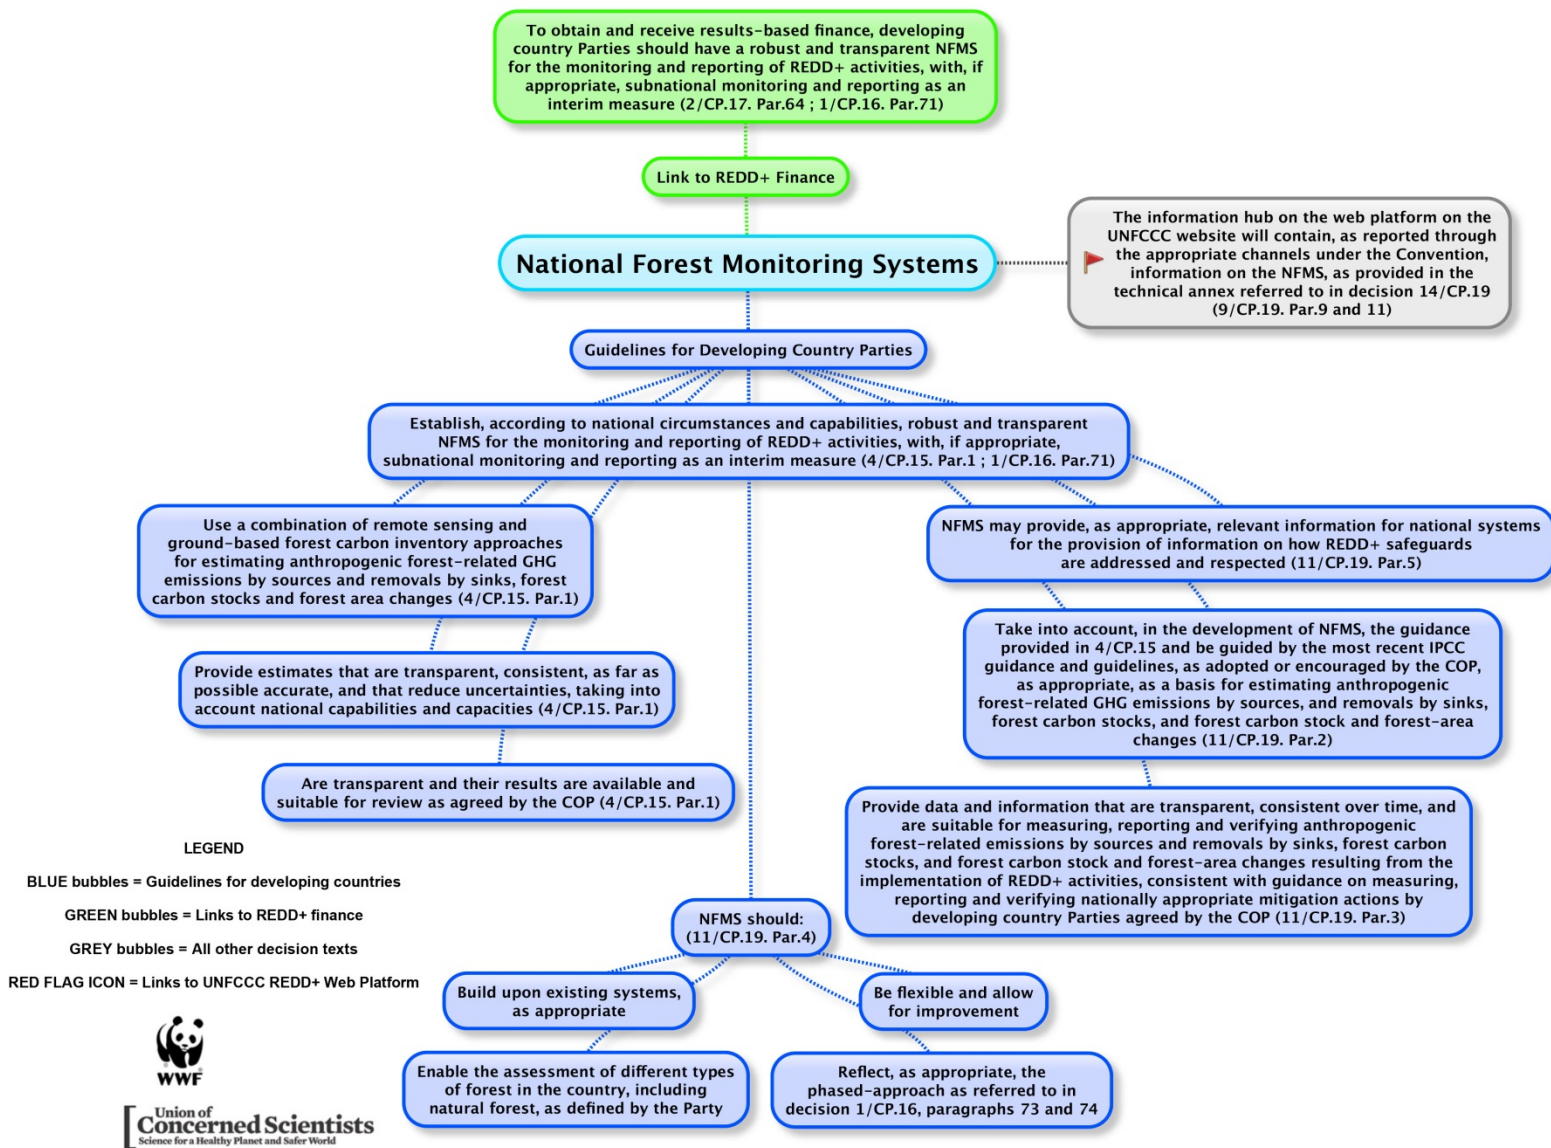 To obtain and receive results-based finance, developing
country Parties should have a robust and transparent NFMS
for the monitoring and reporting of REDD+ activities, with, if
appropriate, subnational monitoring and reporting as an
interim measure (2/CP.17. Par.64 ; 1/CP.16. Par.71)
Link to REDD+ Finance
National Forest Monitoring Systems
The information hub on the web platform on the
UNFCCC website will contain, as reported through
the appropriate channels under the Convention,
information on the NFMS, as provided in the
technical annex referred to in decision 14/CP.19
(9/CP.19. Par.9 and 11)
Guidelines for Developing Country Parties
Establish, according to national circumstances and capabilities, robust and transparent
NFMS for the monitoring and reporting of REDD+ activities, with, if appropriate,
subnational monitoring and reporting as an interim measure (4/CP.15. Par.1 ; 1/CP.16. Par.71)
Use a combination of remote sensing and
ground-based forest carbon inventory approaches
for estimating anthropogenic forest-related GHG
emissions by sources and removals by sinks, forest
carbon stocks and forest area changes (4/CP.15. Par.1)
Provide estimates that are transparent, consistent, as far as
possible accurate, and that reduce uncertainties, taking into
account national capabilities and capacities (4/CP.15. Par.1)
Are transparent and their results are available and
suitable for review as agreed by the COP (4/CP.15. Par.1)
NFMS may provide, as appropriate, relevant information for national systems
for the provision of information on how REDD+ safeguards
are addressed and respected (11/CP.19. Par.5)
Take into account, in the development of NFMS, the guidance
provided in 4/CP.15 and be guided by the most recent IPCC
guidance and guidelines, as adopted or encouraged by the COP,
as appropriate, as a basis for estimating anthropogenic
forest-related GHG emissions by sources, and removals by sinks,
forest carbon stocks, and forest carbon stock and forest-area
changes (11/CP.19. Par.2)
Provide data and information that are transparent, consistent over time, and
are suitable for measuring, reporting and verifying anthropogenic
forest-related emissions by sources and removals by sinks, forest carbon
stocks, and forest carbon stock and forest-area changes resulting from the
implementation of REDD+ activities, consistent with guidance on measuring,
reporting and verifying nationally appropriate mitigation actions by
developing country Parties agreed by the COP (11/CP.19. Par.3)
NFMS should:
(11/CP.19. Par.4)
Build upon existing systems,
as appropriate
Be flexible and allow
for improvement
Enable the assessment of different types
of forest in the country, including
natural forest, as defined by the Party
Reflect, as appropriate, the
phased-approach as referred to in
decision 1/CP.16, paragraphs 73 and 74
LEGEND
BLUE bubbles = Guidelines for developing countries
GREEN bubbles = Links to REDD+ finance
GREY bubbles = All other decision texts
RED FLAG ICON = Links to UNFCCC REDD+ Web Platform
WWF
Union of
Concerned Scientists
Science for a Healthy Planet and Safer World